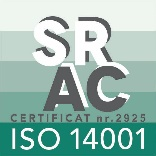 SR
AC
CERTIFICAT nr.2925
ISO 14001